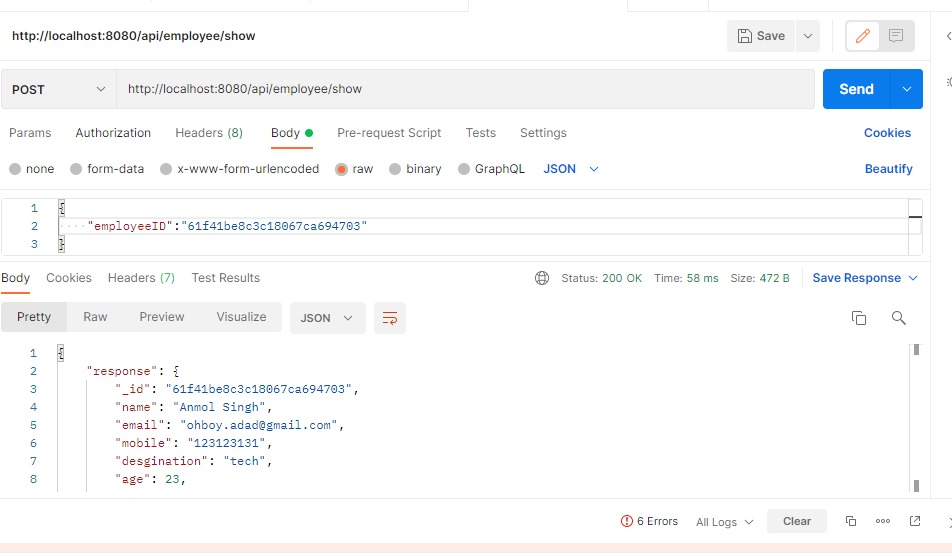 http://localhost:8080/api/employee/show
Save
POST http://localhost:8080/api/employee/show Send
Params Authorization Headers (8) Body Pre-request Script Tests Settings Cookies
none form-data x-www-form-urlencoded raw binary GraphQL JSON Beautify
1 {
2 ····"employeeID":"61f41be8c3c18067ca694703"
3 }
Body Cookies Headers (7) Test Results Status: 200 OK Time: 58 ms Size: 472 B Save Response
Pretty Raw Preview Visualize JSON
1 {
2 "response": {
3 "_id": "61f41be8c3c18067ca694703",
4 "name": "Anmol Singh",
5 "email": "ohboy.adad@gmail.com",
6 "mobile": "123123131",
7 "desgination": "tech",
8 "age": 23,
6 Errors All Logs Clear